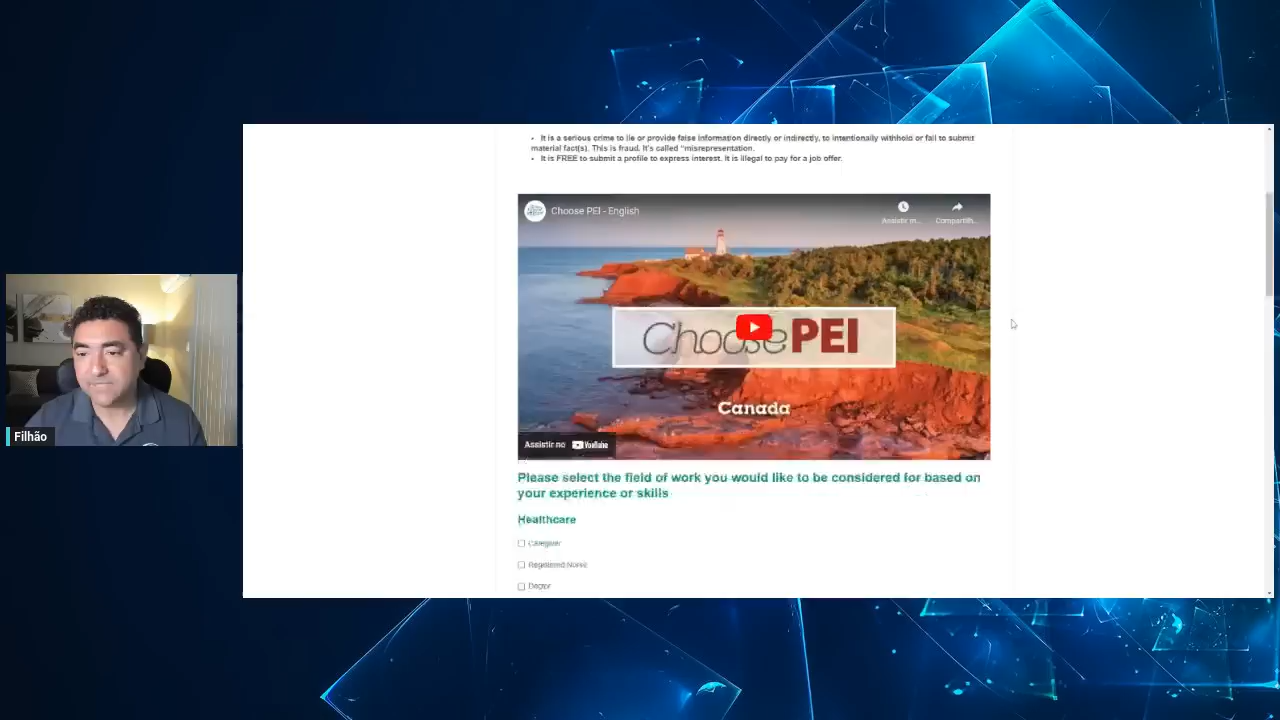 • It is a serious crime to lie or provide false information directly or indirectly, to intentionally withhold or fail to submit
material fact(s). This is fraud. It's called "misrepresentation.
• It is FREE to submit a profile to express interest. It is illegal to pay for a job offer.
Choose PEI - English
Assistir m...
Compartilh...
Choose PEI
Canada
Assistir no YouTube
Filhão
Please select the field of work you would like to be considered for based on
your experience or skills
Healthcare
Caregiver
Registered Nurse
Doctor